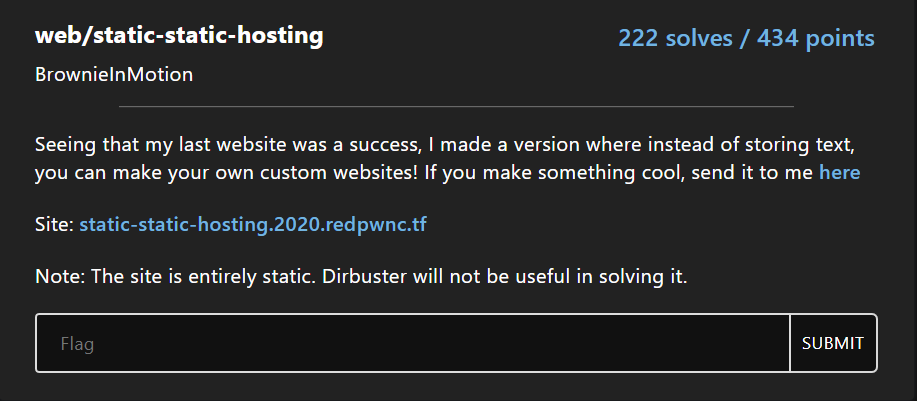 web/static-static-hosting
222 solves / 434 points
BrownieInMotion
Seeing that my last website was a success, I made a version where instead of storing text,
you can make your own custom websites! If you make something cool, send it to me here
Site: static-static-hosting.2020.redpwnc.tf
Note: The site is entirely static. Dirbuster will not be useful in solving it.
Flag
SUBMIT